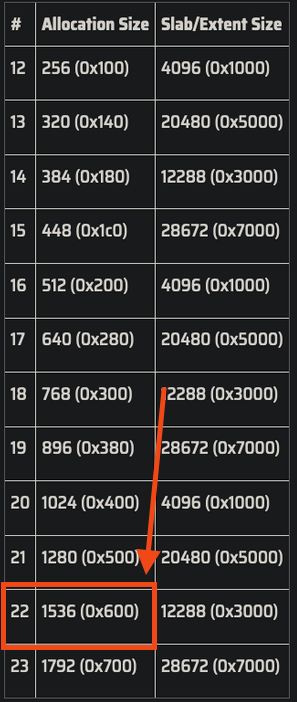 # Allocation Size Slab/Extent Size
12 256 (0x100) 4096 (0x1000)
13 320 (0x140) 20480 (0x5000)
14 384 (0x180) 12288 (0x3000)
15 448 (0x1c0) 28672 (0x7000)
16 512 (0x200) 4096 (0x1000)
17 640 (0x280) 20480 (0x5000)
18 768 (0x300) 12288 (0x3000)
19 896 (0x380) 28672 (0x7000)
20 1024 (0x400) 4096 (0x1000)
21 1280 (0x500) 20480 (0x5000)
22 1536 (0x600) 12288 (0x3000)
23 1792 (0x700) 28672 (0x7000)